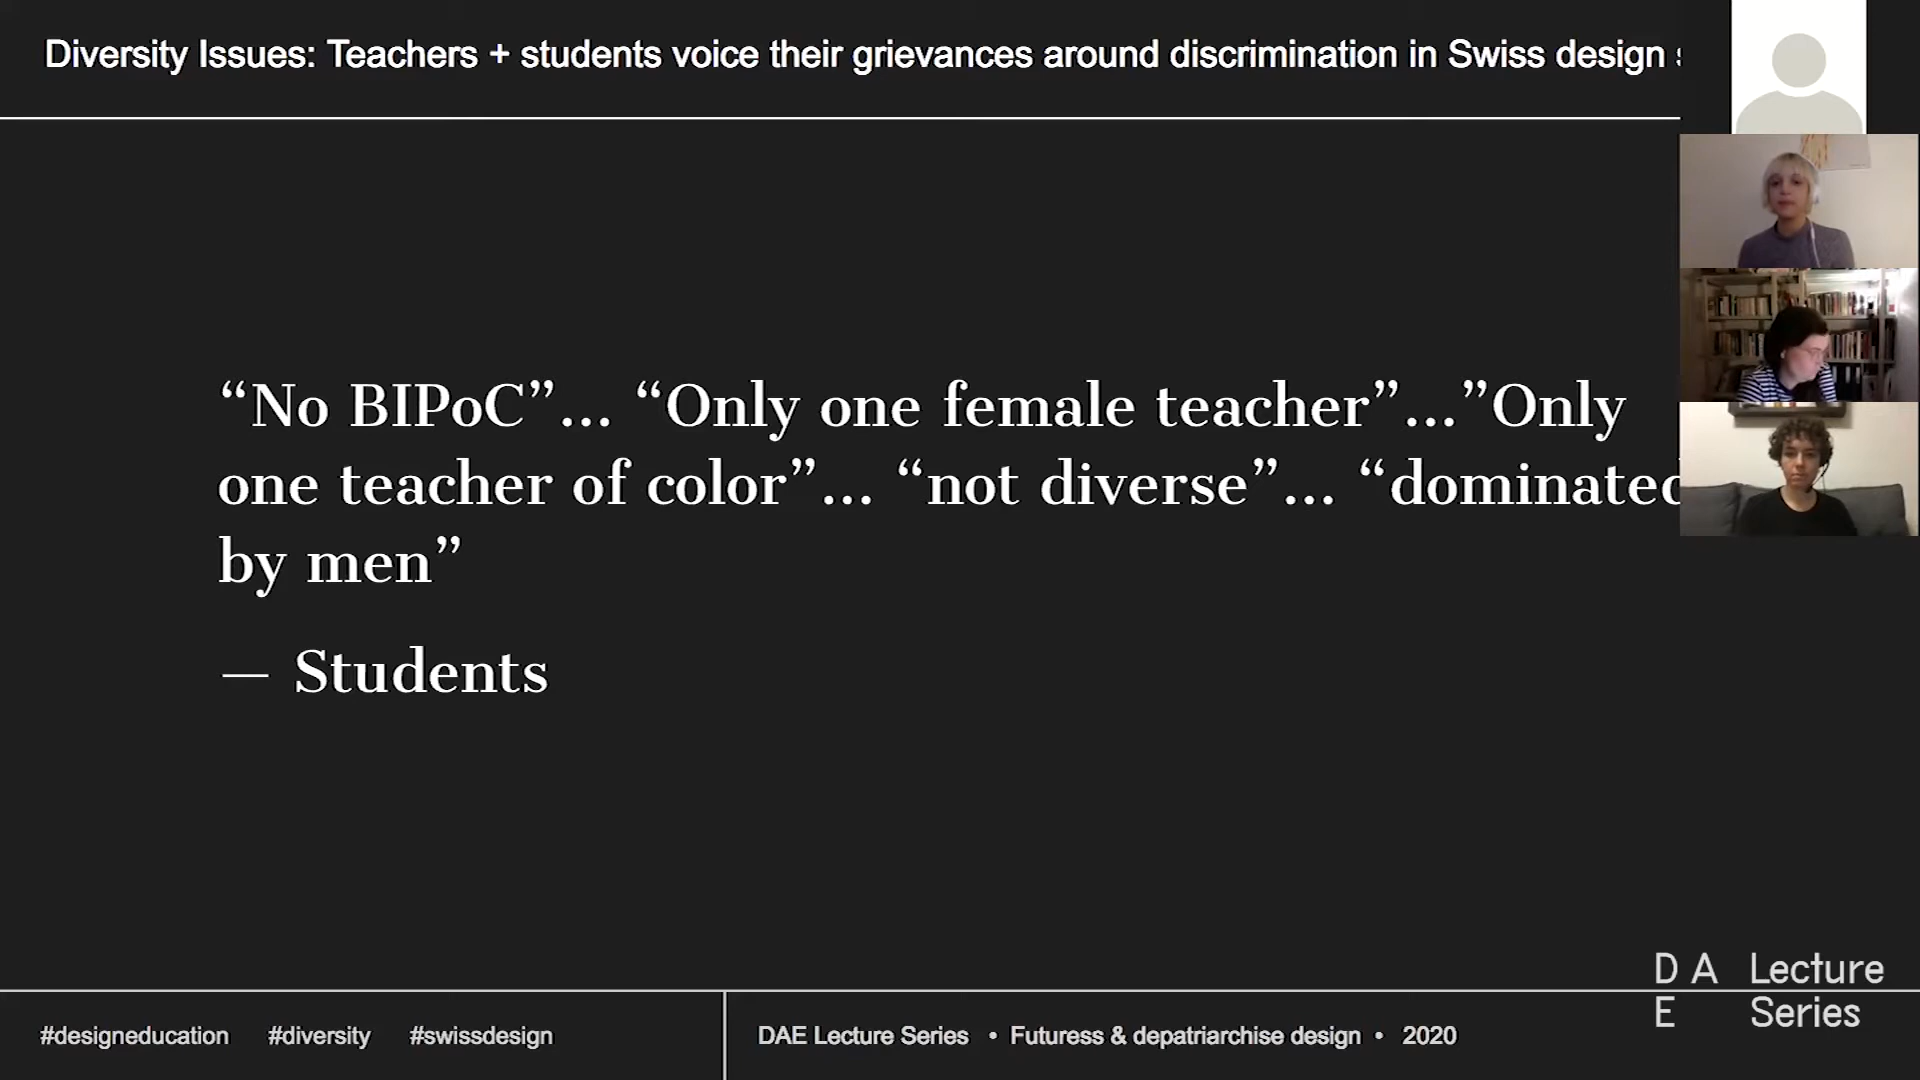 Diversity Issues: Teachers + students voice their grievances around discrimination in Swiss design
“No BIPoC”... “Only one female teacher”...”Only
one teacher of color”... “not diverse”... “dominated
by men”
— Students
#designeducation #diversity #swissdesign
DAE Lecture Series • Futuress & depatriarchise design • 2020
D A Lecture
E Series